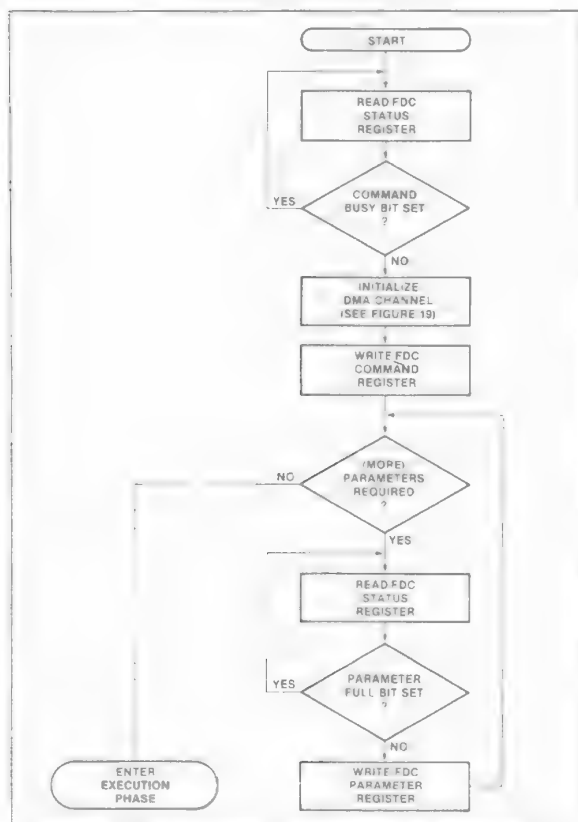 START
READ FDC
STATUS
REGISTER
COMMAND
BUSY BIT SET
?
YES
NO
INITIALIZE
DMA CHANNEL
(SEE FIGURE 19)
WRITE FDC
COMMAND
REGISTER
(MORE)
PARAMETERS
REQUIRED
?
NO
YES
READ FDC
STATUS
REGISTER
PARAMETER
FULL BIT SET
?
YES
NO
WRITE FDC
PARAMETER
REGISTER
ENTER
EXECUTION
PHASE